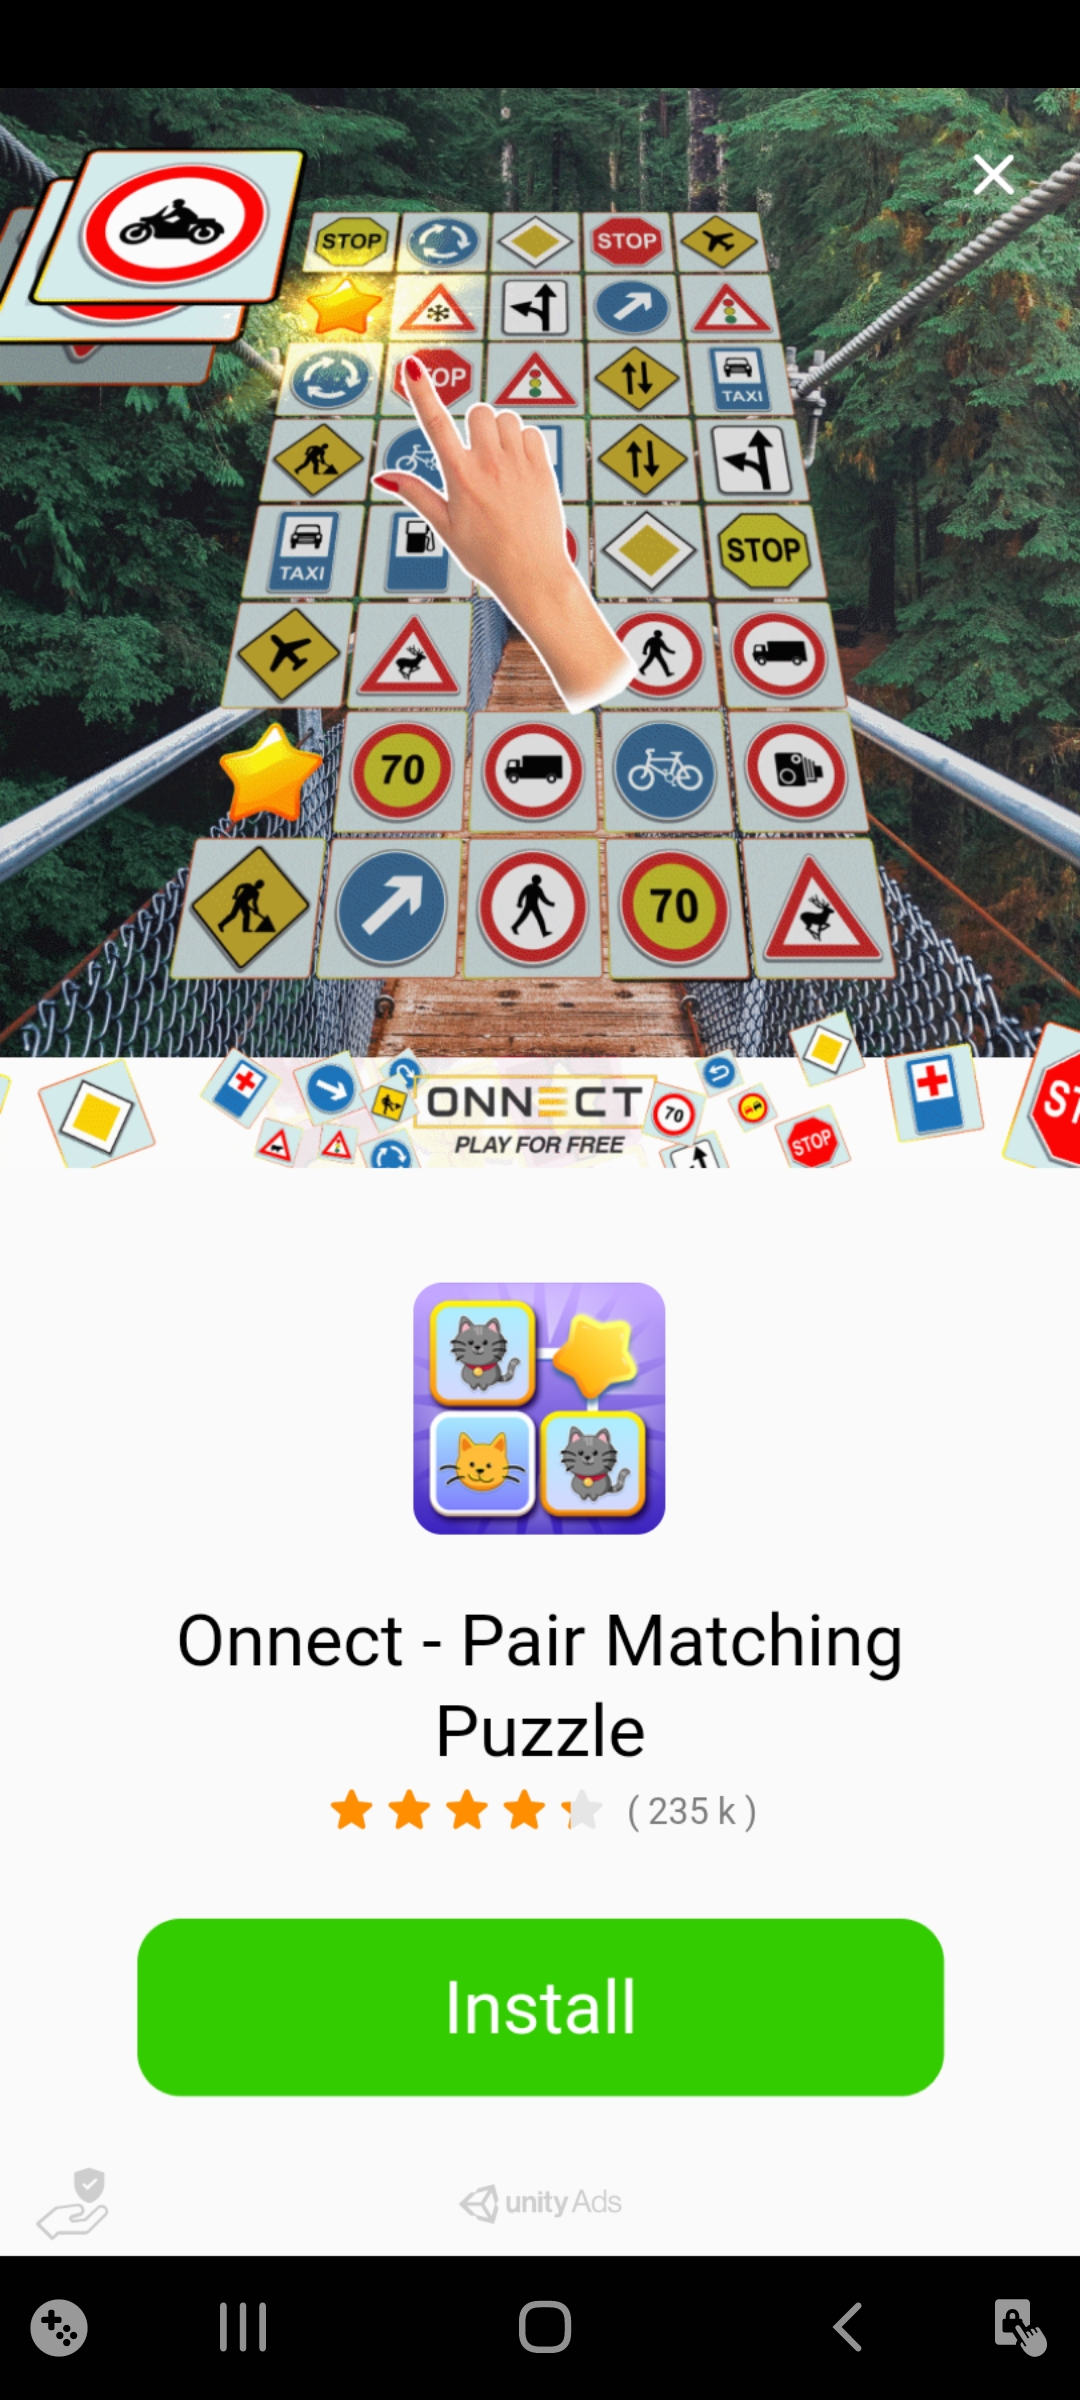 STOP
STOP
STOP
TAXI
TAXI
STOP
70
70
ONNECT
PLAY FOR FREE
70
STOP
Onnect - Pair Matching
Puzzle
( 235 k )
Install
unity Ads